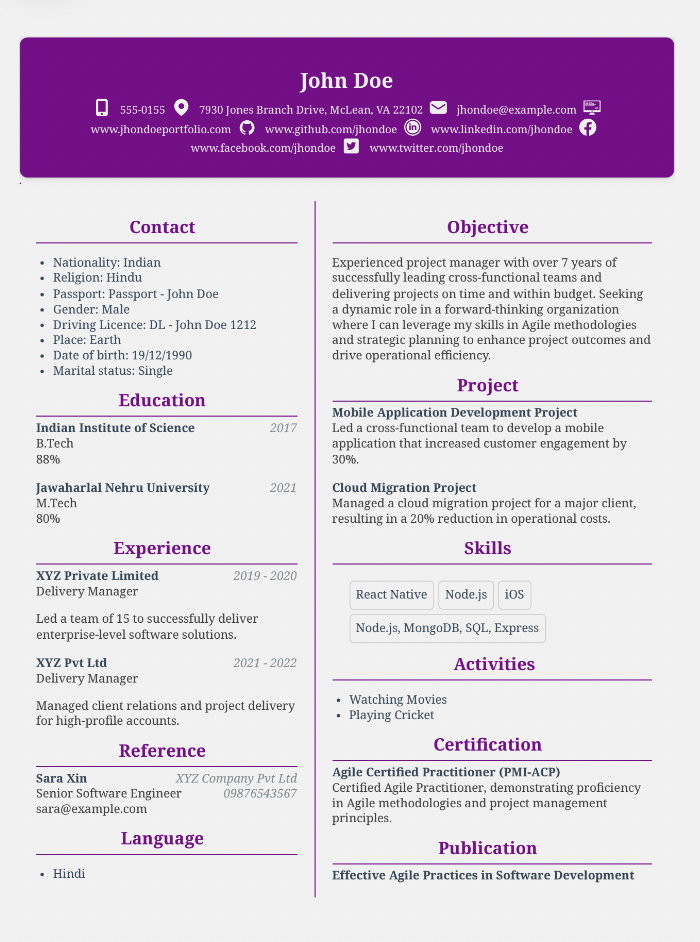 John Doe
555-0155 7930 Jones Branch Drive, McLean, VA 22102 jhondoe@example.com
www.jhondoeportfolio.com www.github.com/jhondoe www.linkedin.com/jhondoe
www.facebook.com/jhondoe www.twitter.com/jhondoe
.
Contact
• Nationality: Indian
• Religion: Hindu
• Passport: Passport - John Doe
• Gender: Male
• Driving Licence: DL - John Doe 1212
• Place: Earth
• Date of birth: 19/12/1990
• Marital status: Single
Education
Indian Institute of Science 2017
B.Tech
88%
Jawaharlal Nehru University 2021
M.Tech
80%
Experience
XYZ Private Limited 2019 - 2020
Delivery Manager
Led a team of 15 to successfully deliver
enterprise-level software solutions.
XYZ Pvt Ltd 2021 - 2022
Delivery Manager
Managed client relations and project delivery
for high-profile accounts.
Reference
Sara Xin XYZ Company Pvt Ltd
Senior Software Engineer 09876543567
sara@example.com
Language
• Hindi
Objective
Experienced project manager with over 7 years of
successfully leading cross-functional teams and
delivering projects on time and within budget. Seeking
a dynamic role in a forward-thinking organization
where I can leverage my skills in Agile methodologies
and strategic planning to enhance project outcomes and
drive operational efficiency.
Project
Mobile Application Development Project
Led a cross-functional team to develop a mobile
application that increased customer engagement by
30%.
Cloud Migration Project
Managed a cloud migration project for a major client,
resulting in a 20% reduction in operational costs.
Skills
React Native Node.js iOS
Node.js, MongoDB, SQL, Express
Activities
• Watching Movies
• Playing Cricket
Certification
Agile Certified Practitioner (PMI-ACP)
Certified Agile Practitioner, demonstrating proficiency
in Agile methodologies and project management
principles.
Publication
Effective Agile Practices in Software Development